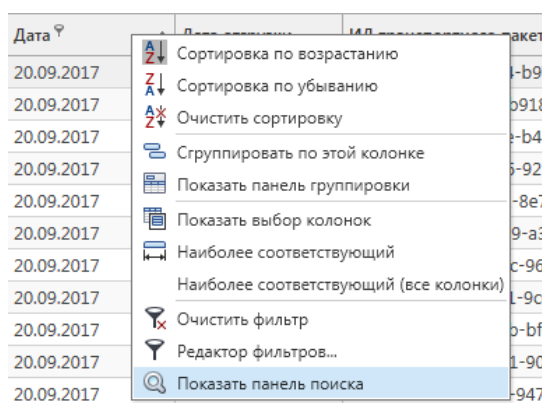 Дата
20.09.2017
20.09.2017
20.09.2017
20.09.2017
20.09.2017
20.09.2017
20.09.2017
20.09.2017
20.09.2017
20.09.2017
20.09.2017
Сортировка по возрастанию
Сортировка по убыванию
Очистить сортировку
Сгруппировать по этой колонке
Показать панель группировки
Показать выбор колонок
Наиболее соответствующий
Наиболее соответствующий (все колонки)
Очистить фильтр
Редактор фильтров...
Показать панель поиска